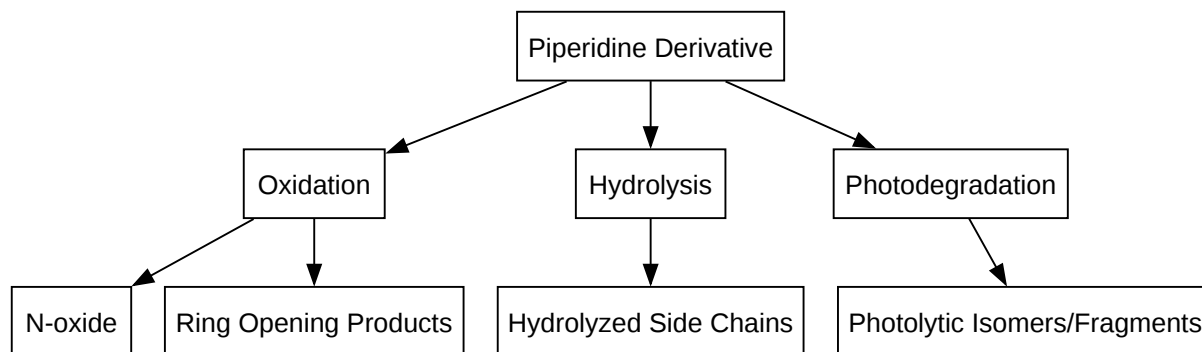 Piperidine Derivative
Oxidation
Hydrolysis
Photodegradation
N-oxide
Ring Opening Products
Hydrolyzed Side Chains
Photolytic Isomers/Fragments